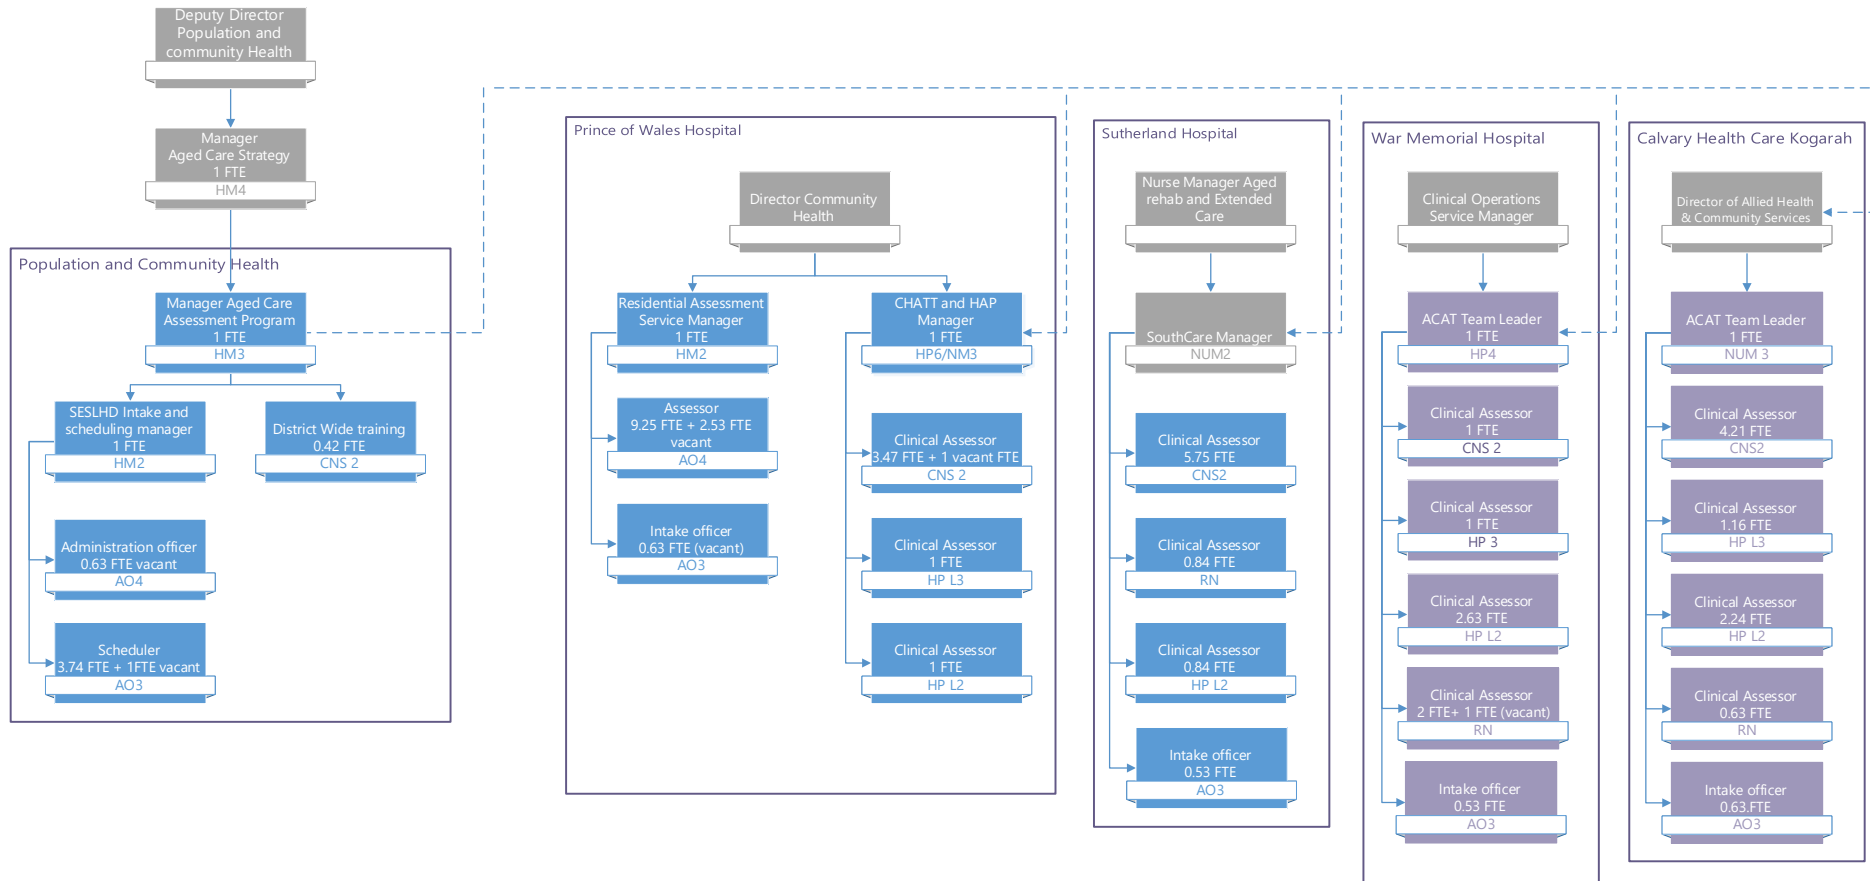 Deputy Director
Population and
community Health
Manager
Aged Care Strategy
1 FTE
HM4
Population and Community Health
Manager Aged Care
Assessment Program
1 FTE
HM3
SESLHD Intake and
scheduling manager
1 FTE
HM2
District Wide training
0.42 FTE
CNS 2
Administration officer
0.63 FTE vacant
AO4
Scheduler
3.74 FTE + 1FTE vacant
AO3
Prince of Wales Hospital
Director Community
Health
Residential Assessment
Service Manager
1 FTE
HM2
Assessor
9.25 FTE + 2.53 FTE
vacant
AO4
Intake officer
0.63 FTE (vacant)
AO3
CHATT and HAP
Manager
1 FTE
HP6/NM3
Clinical Assessor
3.47 FTE + 1 vacant FTE
CNS 2
Clinical Assessor
1 FTE
HP L3
Clinical Assessor
1 FTE
HP L2
Sutherland Hospital
Nurse Manager Aged
rehab and Extended
Care
SouthCare Manager
NUM2
Clinical Assessor
5.75 FTE
CNS2
Clinical Assessor
0.84 FTE
RN
Clinical Assessor
0.84 FTE
HP L2
Intake officer
0.53 FTE
AO3
War Memorial Hospital
Clinical Operations
Service Manager
ACAT Team Leader
1 FTE
HP4
Clinical Assessor
1 FTE
CNS 2
Clinical Assessor
1 FTE
HP 3
Clinical Assessor
2.63 FTE
HP L2
Clinical Assessor
2 FTE+ 1 FTE (vacant)
RN
Intake officer
0.53 FTE
AO3
Calvary Health Care Kogarah
Director of Allied Health
& Community Services
ACAT Team Leader
1 FTE
NUM 3
Clinical Assessor
4.21 FTE
CNS2
Clinical Assessor
1.16 FTE
HP L3
Clinical Assessor
2.24 FTE
HP L2
Clinical Assessor
0.63 FTE
RN
Intake officer
0.63.FTE
AO3